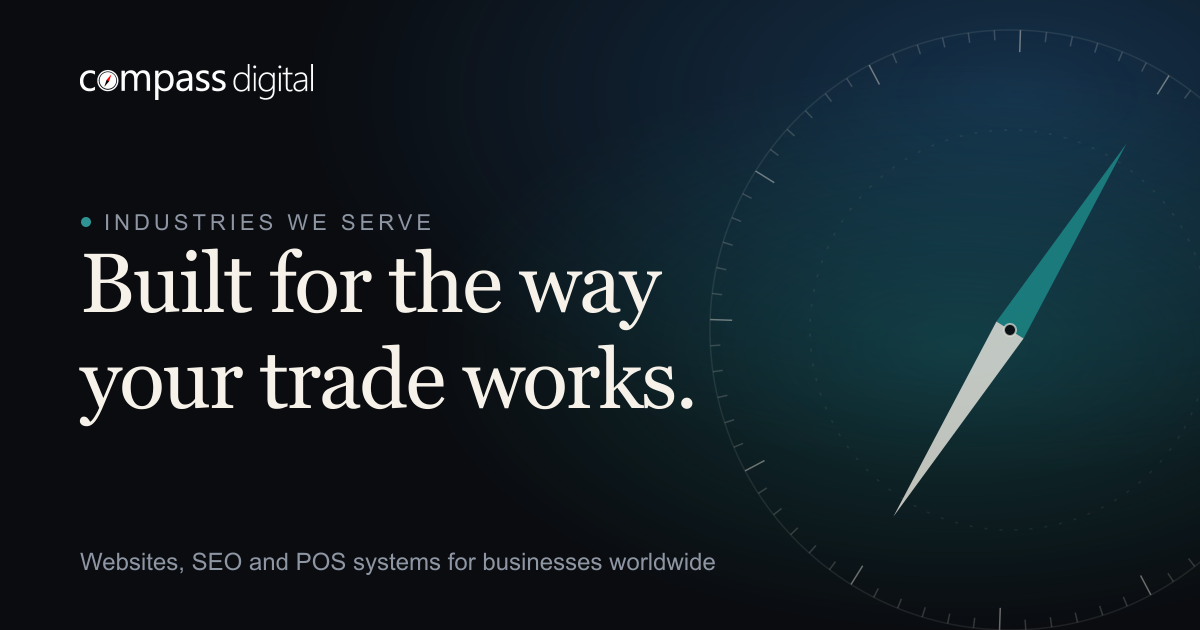 compass digital
INDUSTRIES WE SERVE
Built for the way
your trade works.
Websites, SEO and POS systems for businesses worldwide